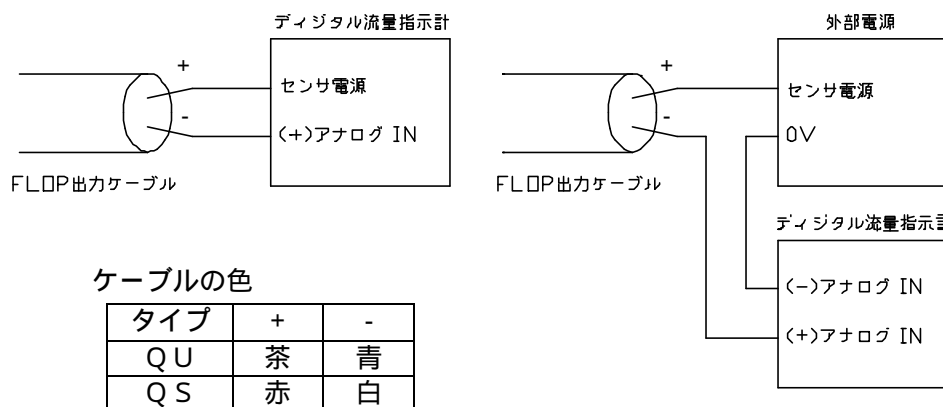 ディジタル流量指示計
+
センサ電源
-
(+)アナログ IN
FLOP出力ケーブル
外部電源
+
センサ電源
-
0V
FLOP出力ケーブル
ディジタル流量指示計
(-)アナログ IN
(+)アナログ IN
ケーブルの色
タイプ + -
QU 茶 青
QS 赤 白